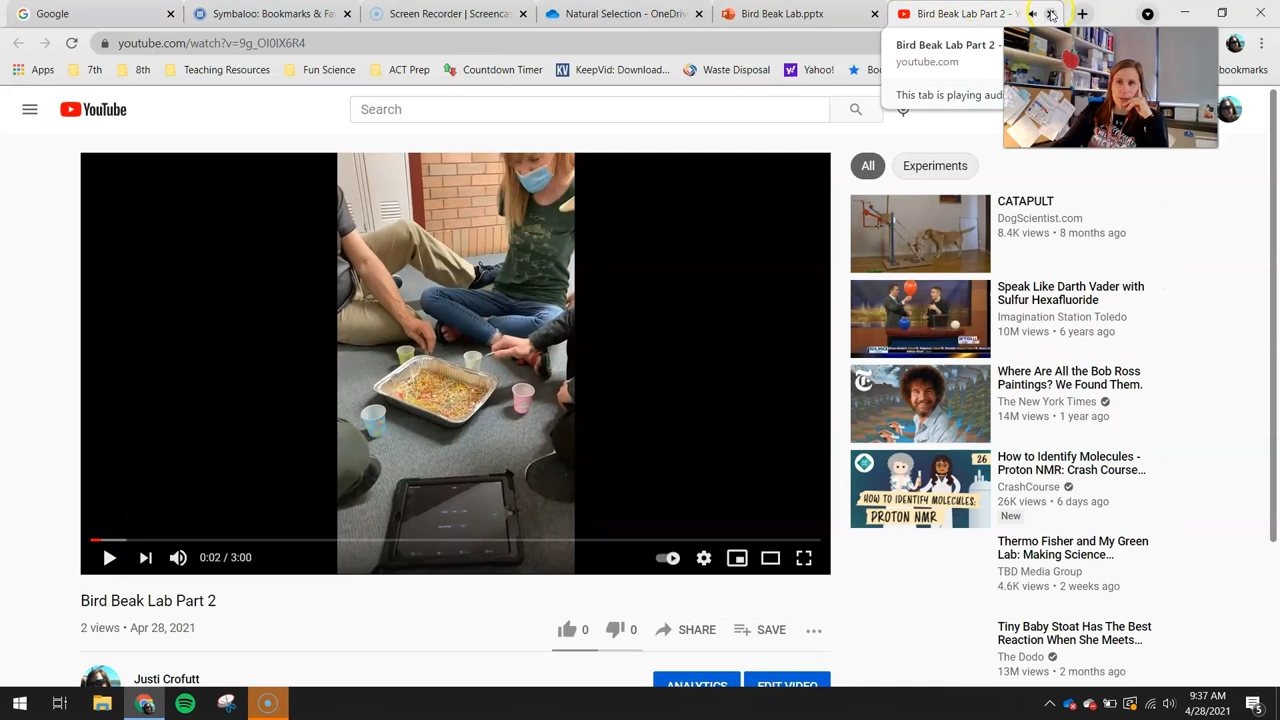 Google
Symbaloo: Bookmarks &
Screen Recorder | Screencas
Natural Selection - OneDriv
Bird Beak Lab.pptx
Bird Beak Lab Part 2 -
youtube.com/watch?v=9g_OI0IX6R4
Bird Beak Lab Part 2 -
youtube.com
This tab is playing aud
Apps
7th
0th
Teacher Resources
Science
ACT Prep
Countdown Timer
KeepVid: Download...
Waste Dispatch
Yahoo!
Boo
bookmarks
YouTube
Search
All
Experiments
CATAPULT
DogScientist.com
8.4K views • 8 months ago
Speak Like Darth Vader with
Sulfur Hexafluoride
Imagination Station Toledo
10M views • 6 years ago
Where Are All the Bob Ross
Paintings? We Found Them.
The New York Times
14M views • 1 year ago
26
HOW TO IDENTIFY MOLECULES:
PROTON NMR
How to Identify Molecules -
Proton NMR: Crash Course...
CrashCourse
26K views • 6 days ago
New
Thermo Fisher and My Green
Lab: Making Science...
TBD Media Group
4.6K views • 2 weeks ago
Tiny Baby Stoat Has The Best
Reaction When She Meets...
The Dodo
13M views • 2 months ago
0:02 / 3:00
Bird Beak Lab Part 2
2 views • Apr 28, 2021
0
0
SHARE
SAVE
Justi Crofutt
ANALYTICS
EDIT VIDEO
9:37 AM
4/28/2021
5